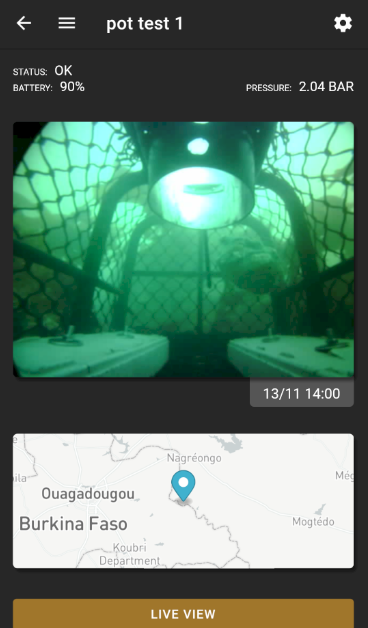 pot test 1
STATUS: OK
BATTERY: 90%
PRESSURE: 2.04 BAR
13/11 14:00
Nagréongo
Ouagadougou
Még
Burkina Faso
Mogtédo
Koubri
Department
LIVE VIEW